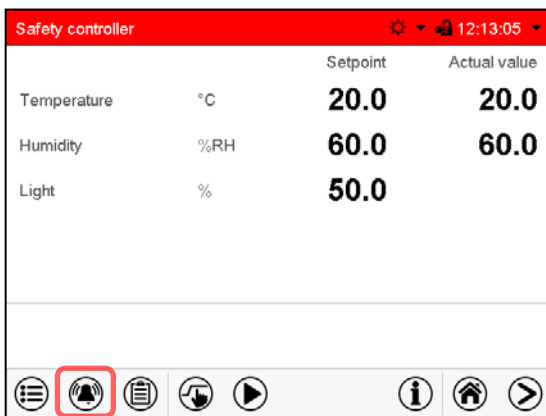 Safety controller 12:13:05
Setpoint Actual value
Temperature °C 20.0 20.0
Humidity %RH 60.0 60.0
Light % 50.0